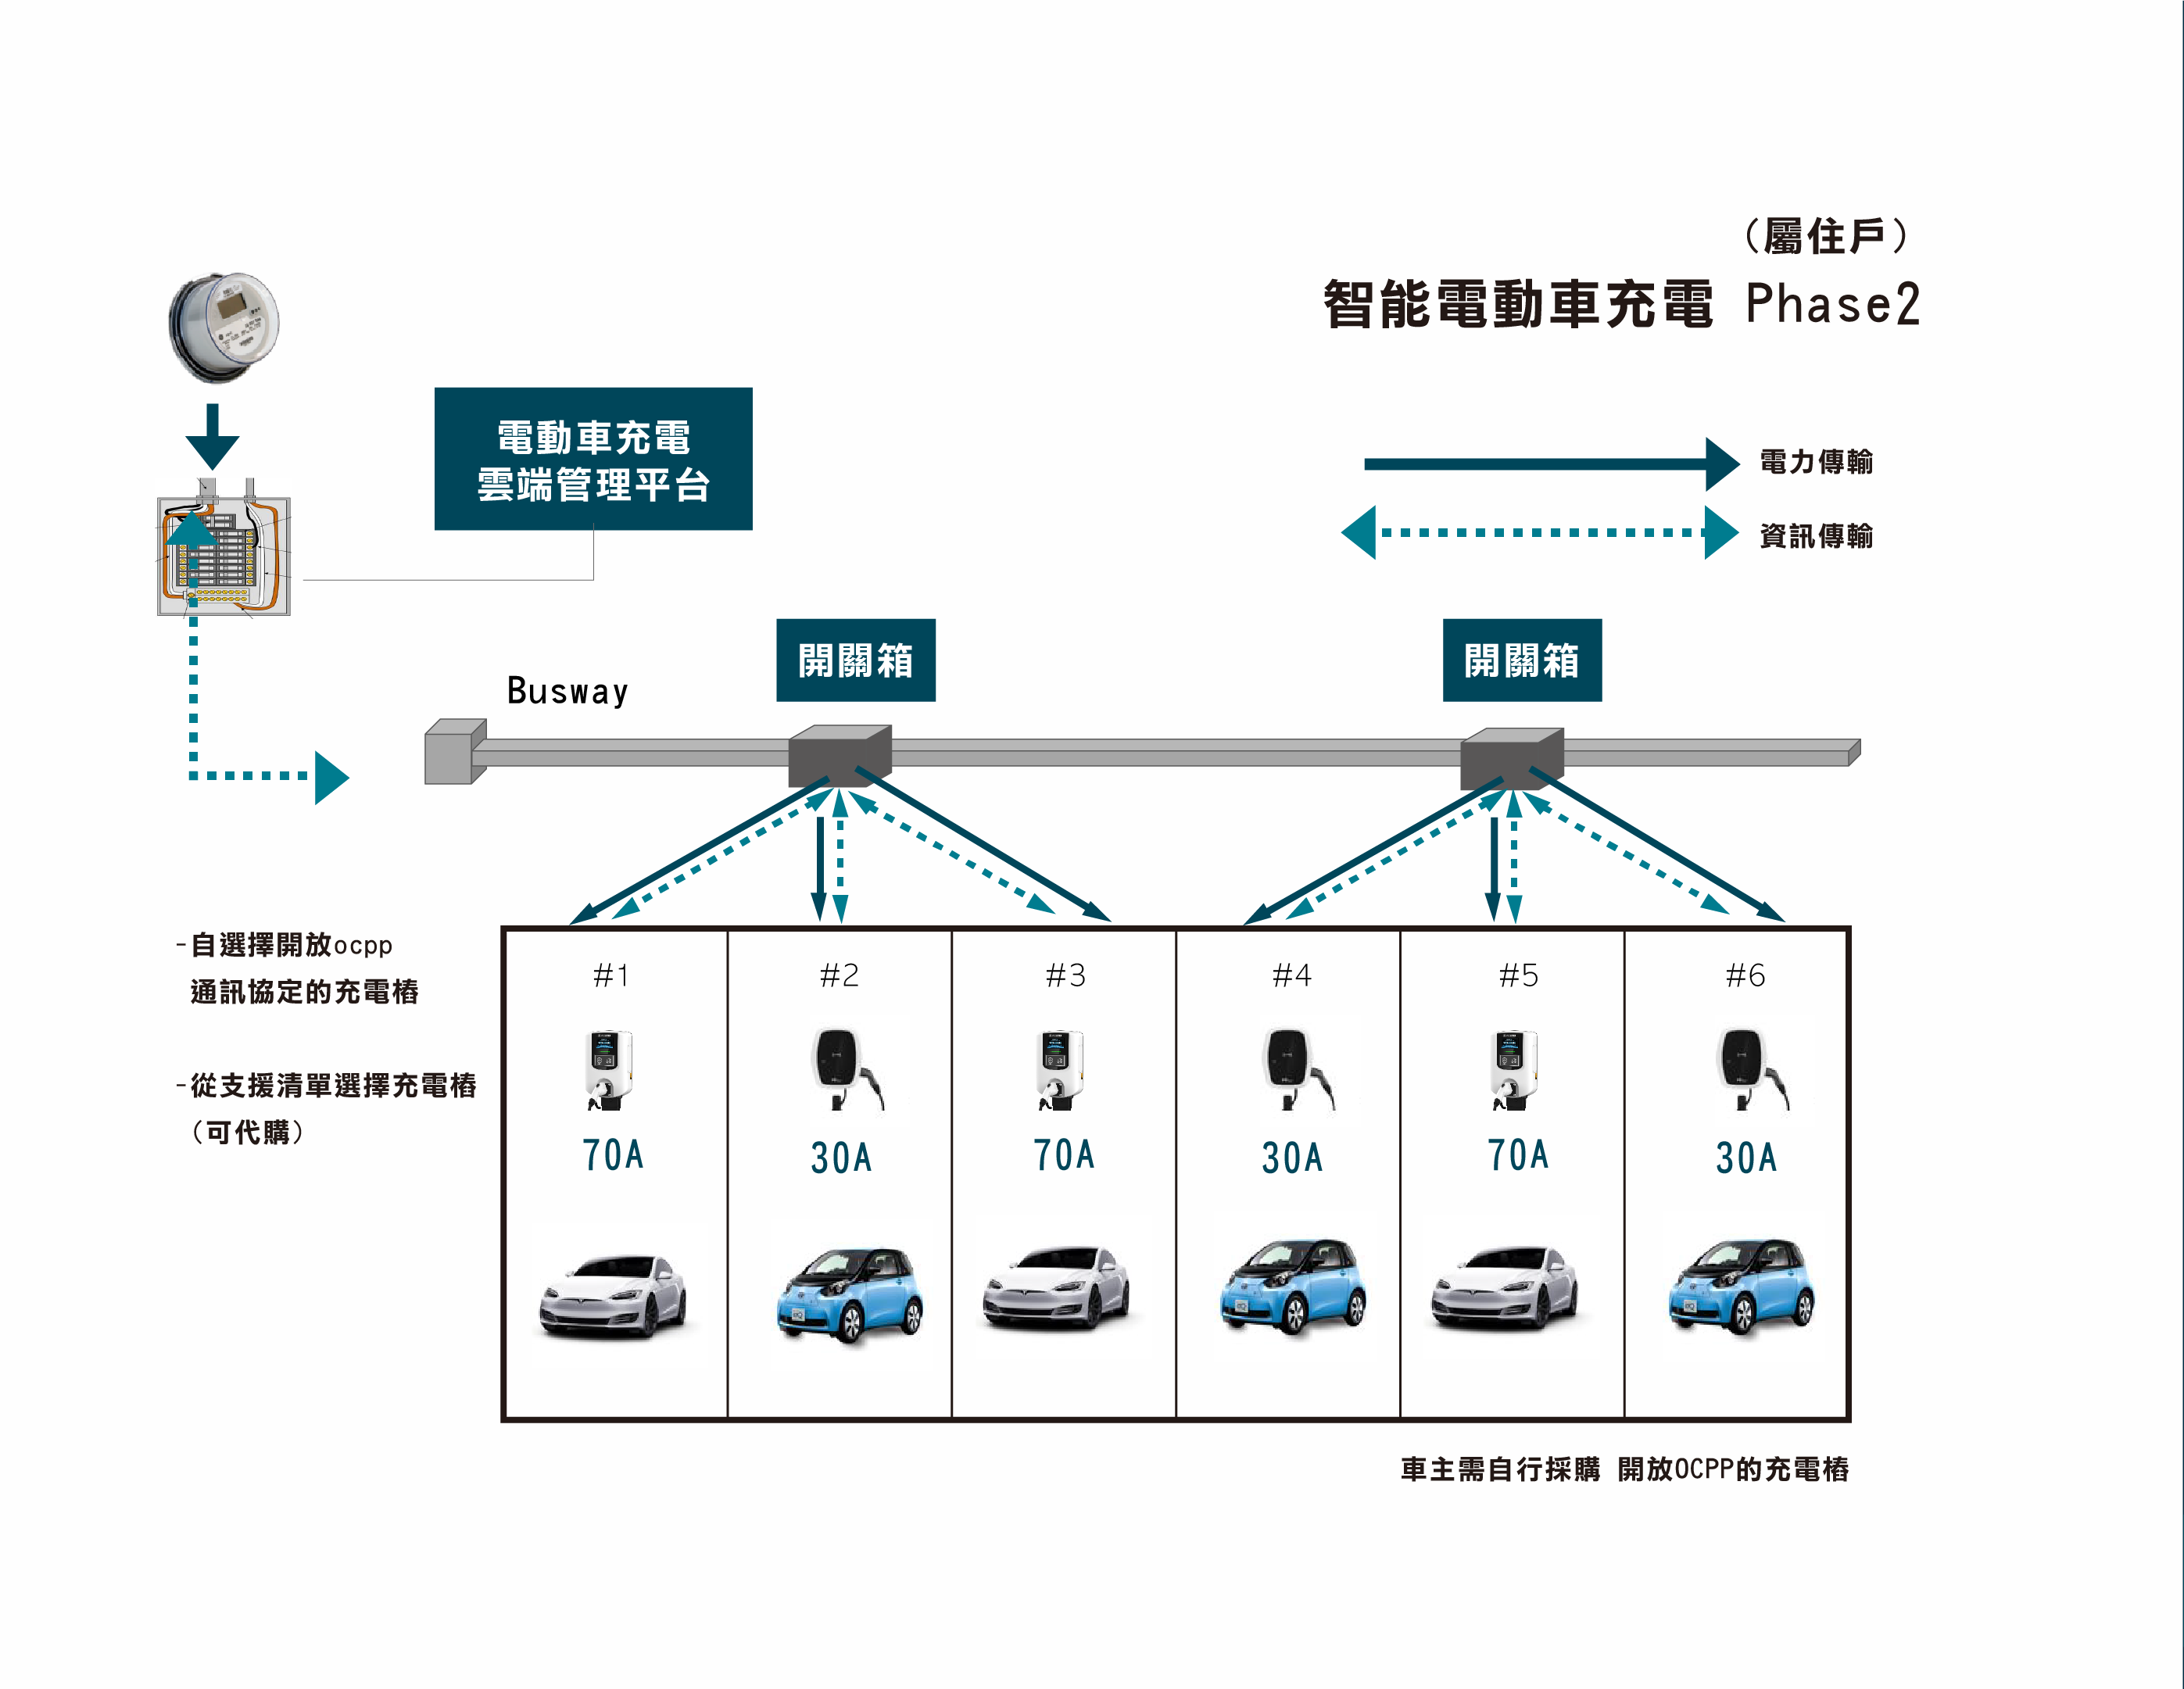 （屬住戶）
智能電動車充電 Phase2
電動車充電
雲端管理平台
電力傳輸
資訊傳輸
開關箱
開關箱
Busway
-自選擇開放ocpp
通訊協定的充電樁
-從支援清單選擇充電樁
（可代購）
#1
#2
#3
#4
#5
#6
70A
30A
70A
30A
70A
30A
車主需自行採購 開放OCPP的充電樁